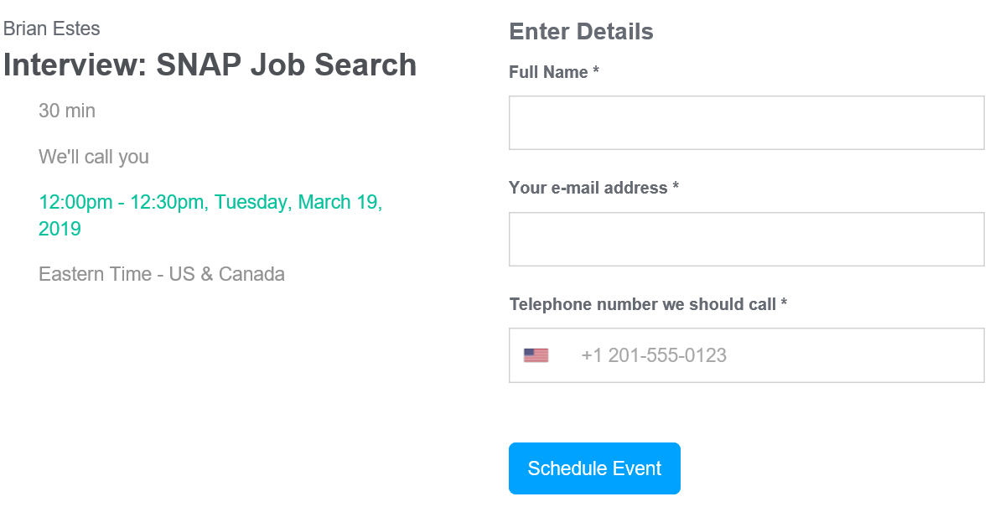 Brian Estes
Interview: SNAP Job Search
30 min
We'll call you
12:00pm - 12:30pm, Tuesday, March 19,
2019
Eastern Time - US & Canada
Enter Details
Full Name *
Your e-mail address *
Telephone number we should call *
+1 201-555-0123
Schedule Event